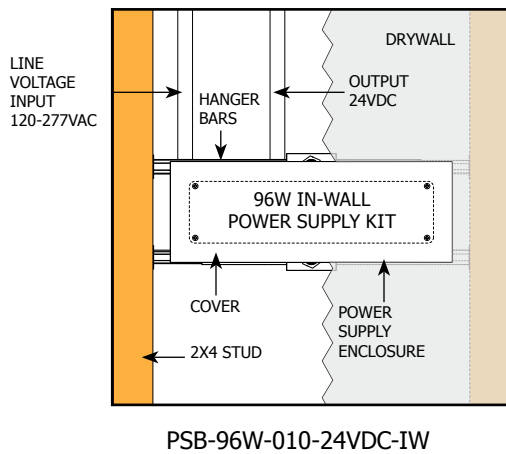 DRYWALL
LINE
VOLTAGE
INPUT
120-277VAC
HANGER
BARS
OUTPUT
24VDC
96W IN-WALL
POWER SUPPLY KIT
COVER
POWER
SUPPLY
ENCLOSURE
2X4 STUD
PSB-96W-010-24VDC-IW